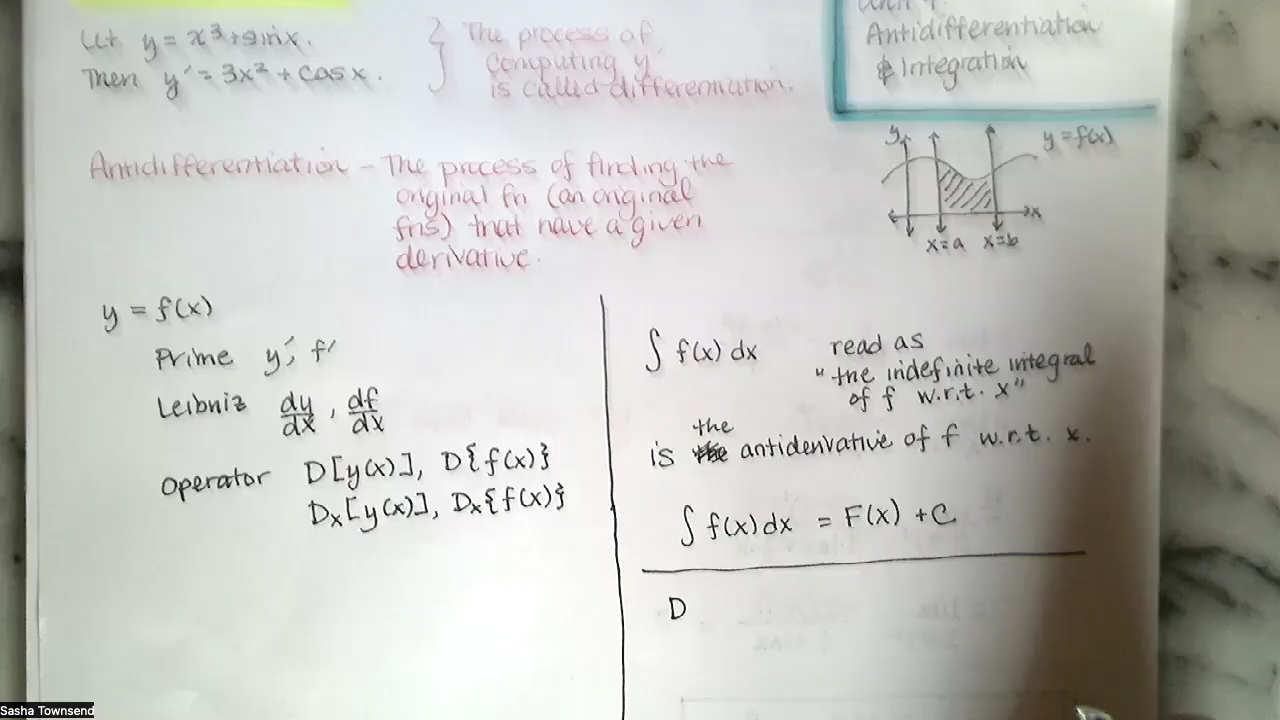 Let y = x³ + sin x.
Then y' = 3x² + cos x.
} The process of
computing y'
is called differentiation.
Antidifferentiation
& Integration
Antidifferentiation - The process of finding the
original fn (an original
fns) that have a given
derivative.
y
y = f(x)
x
x=a x=b
y = f(x)
Prime y', f'
Leibniz dy/dx, df/dx
operator D[y(x)], D{f(x)}
Dx[y(x)], Dx{f(x)}
∫ f(x) dx read as
"the indefinite integral
of f w.r.t. x"
the
is antiderivative of f w.r.t. x.
∫ f(x) dx = F(x) + C
D
Sasha Townsend